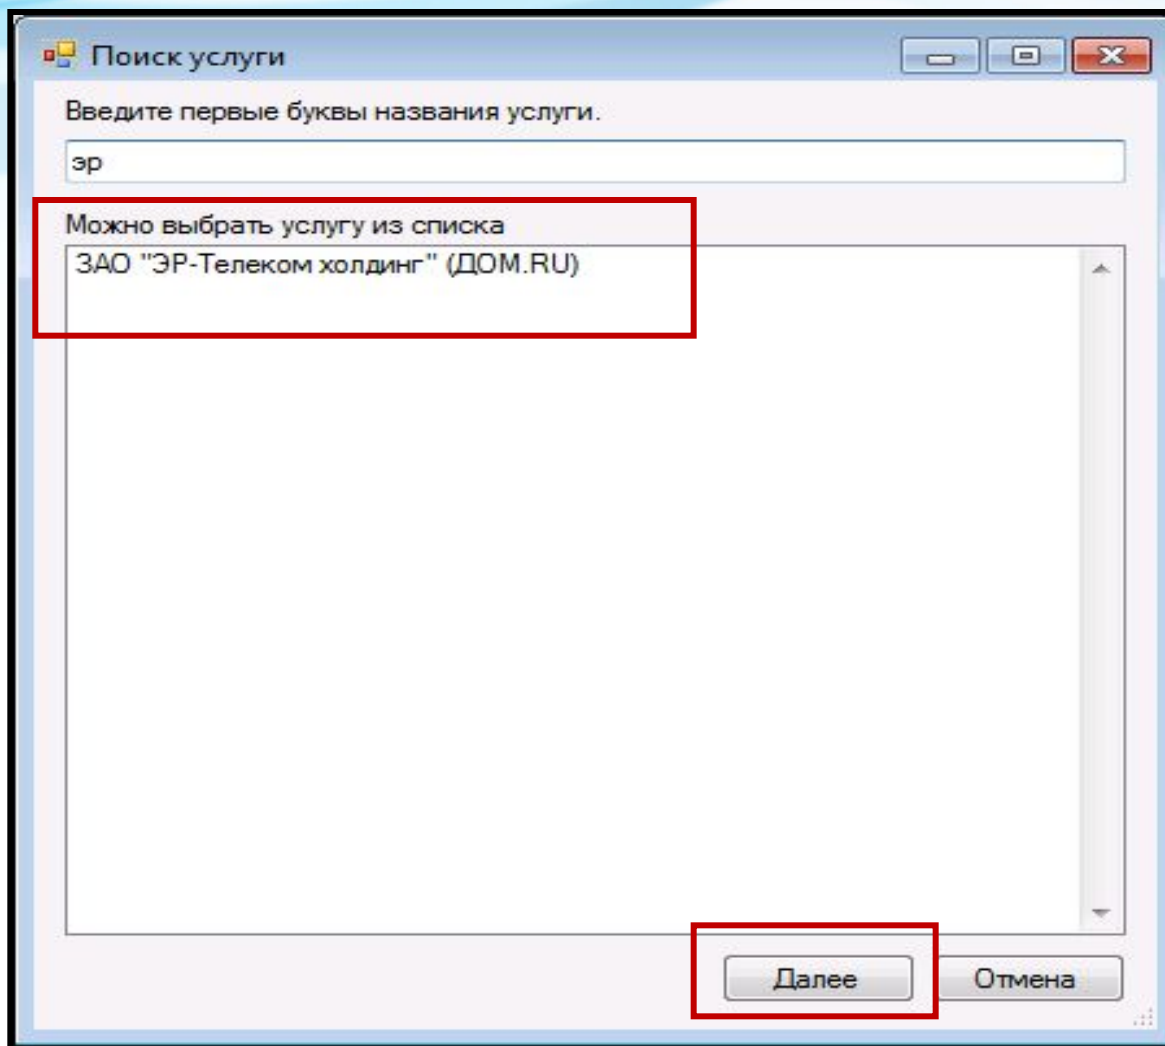 Поиск услуги
Введите первые буквы названия услуги.
эр
Можно выбрать услугу из списка
ЗАО "ЭР-Телеком холдинг" (ДОМ.RU)
Далее
Отмена